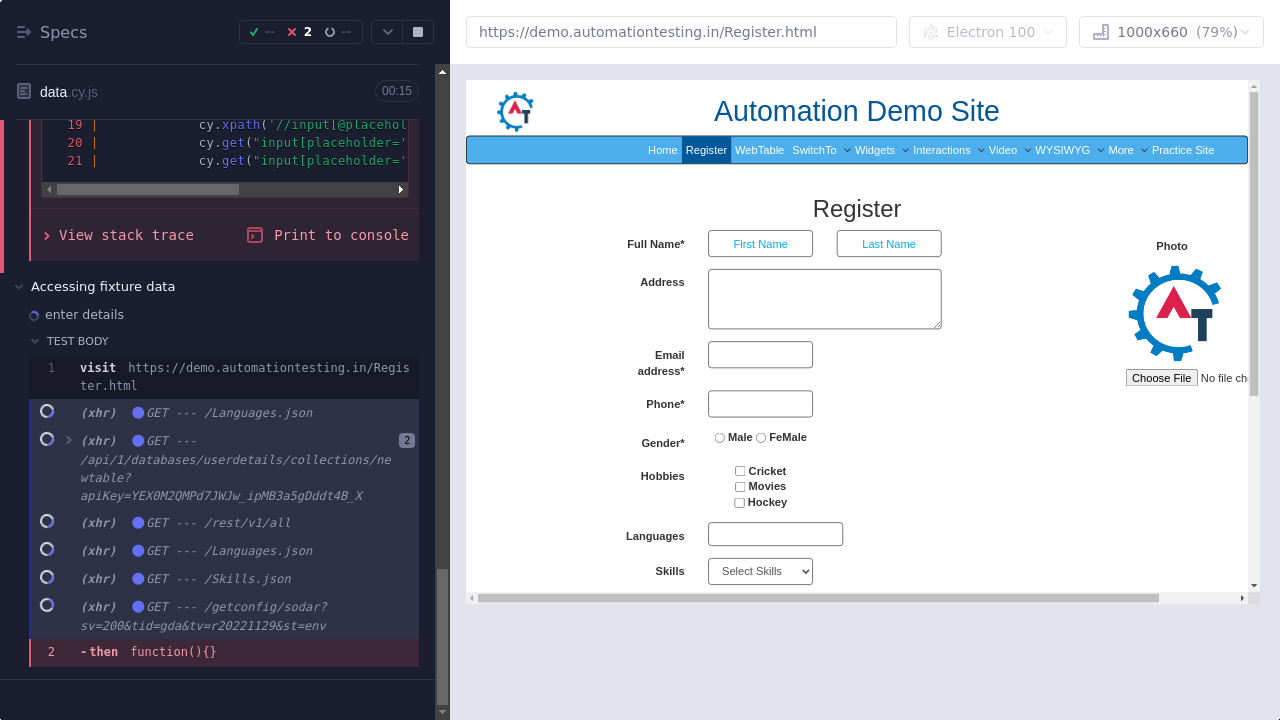 Specs
--
2
--
https://demo.automationtesting.in/Register.html
Electron 100
1000x660 (79%)
data.cy.js
00:15
19 | cy.xpath('//input[@placehol
20 | cy.get("input[placeholder='
21 | cy.get("input[placeholder='
View stack trace
Print to console
Accessing fixture data
enter details
TEST BODY
1 visit https://demo.automationtesting.in/Regis
ter.html
(xhr) GET --- /Languages.json
(xhr) GET ---
2
/api/1/databases/userdetails/collections/ne
wtable?
apiKey=YEX0M2QMPd7JWJw_ipMB3a5gDddt4B_X
(xhr) GET --- /rest/v1/all
(xhr) GET --- /Languages.json
(xhr) GET --- /Skills.json
(xhr) GET --- /getconfig/sodar?
sv=200&tid=gda&tv=r20221129&st=env
2 -then function(){}
Automation Demo Site
Home Register WebTable SwitchTo Widgets Interactions Video WYSIWYG More Practice Site
Register
Full Name* First Name Last Name
Photo
Address
AT
Email
address*
Choose File No file ch
Phone*
Gender* Male FeMale
Hobbies Cricket
Movies
Hockey
Languages
Skills Select Skills